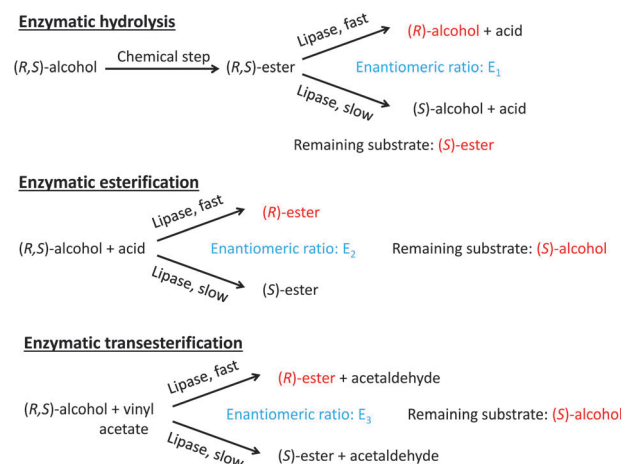 Enzymatic hydrolysis
Lipase, fast
(R)-alcohol + acid
(R,S)-alcohol
Chemical step
(R,S)-ester
Enantiomeric ratio: E₁
Lipase, slow
(S)-alcohol + acid
Remaining substrate: (S)-ester
Enzymatic esterification
Lipase, fast
(R)-ester
(R,S)-alcohol + acid
Enantiomeric ratio: E₂
Remaining substrate: (S)-alcohol
Lipase, slow
(S)-ester
Enzymatic transesterification
Lipase, fast
(R)-ester + acetaldehyde
(R,S)-alcohol + vinyl
acetate
Enantiomeric ratio: E₃
Remaining substrate: (S)-alcohol
Lipase, slow
(S)-ester + acetaldehyde